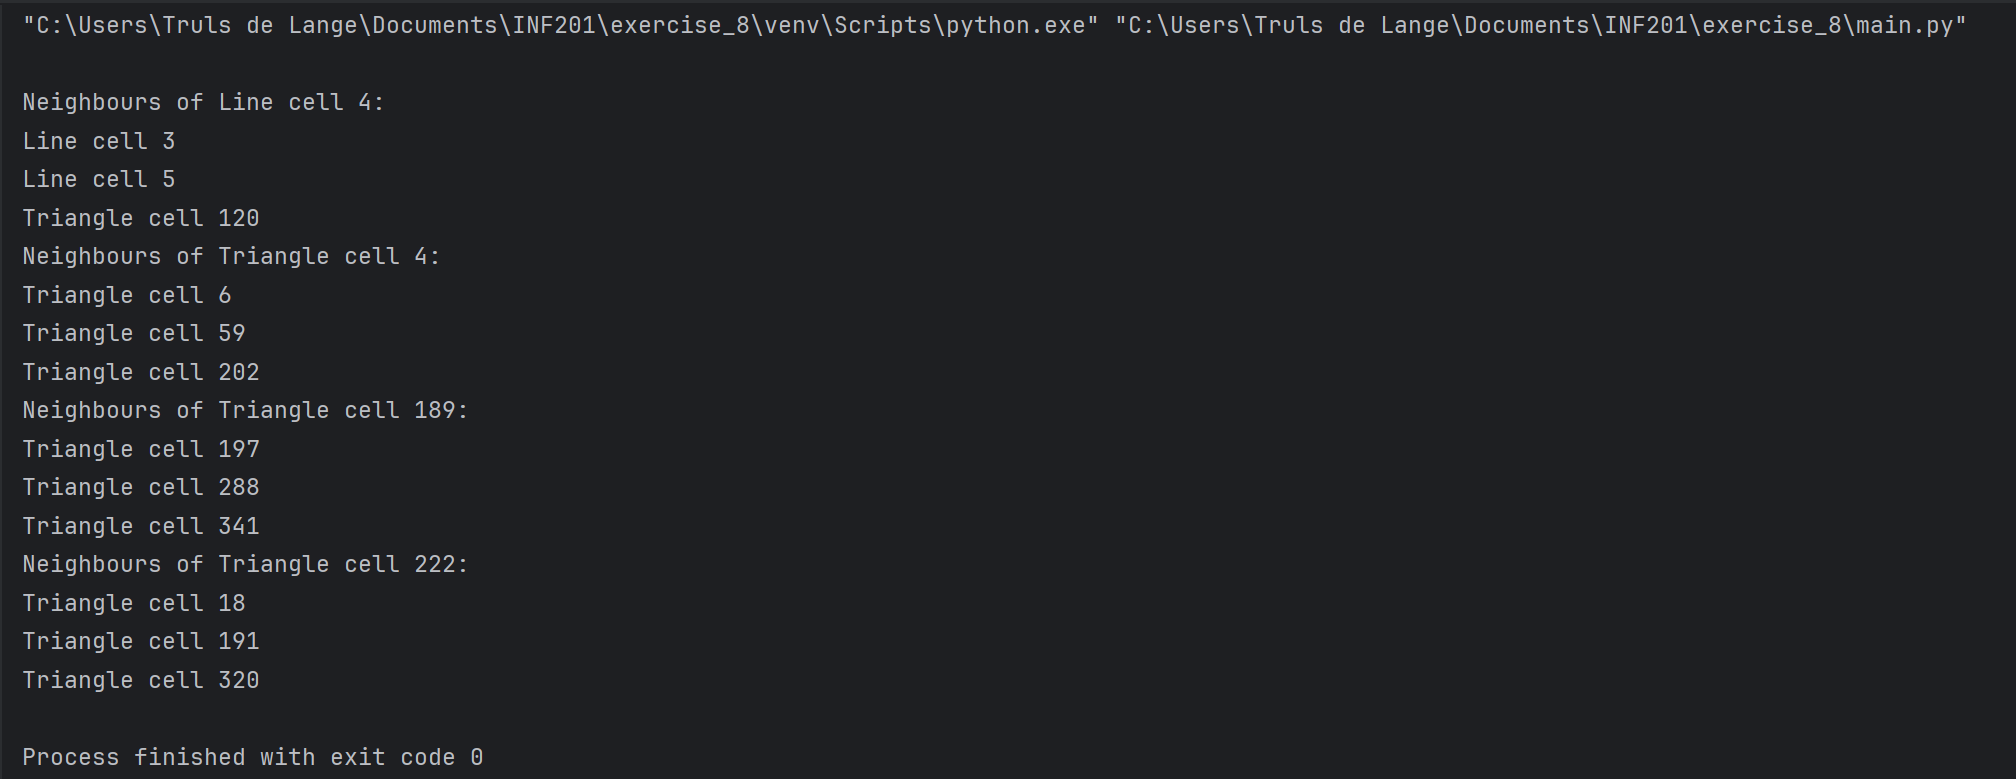 "C:\Users\Truls de Lange\Documents\INF201\exercise_8\venv\Scripts\python.exe" "C:\Users\Truls de Lange\Documents\INF201\exercise_8\main.py"
Neighbours of Line cell 4:
Line cell 3
Line cell 5
Triangle cell 120
Neighbours of Triangle cell 4:
Triangle cell 6
Triangle cell 59
Triangle cell 202
Neighbours of Triangle cell 189:
Triangle cell 197
Triangle cell 288
Triangle cell 341
Neighbours of Triangle cell 222:
Triangle cell 18
Triangle cell 191
Triangle cell 320
Process finished with exit code 0